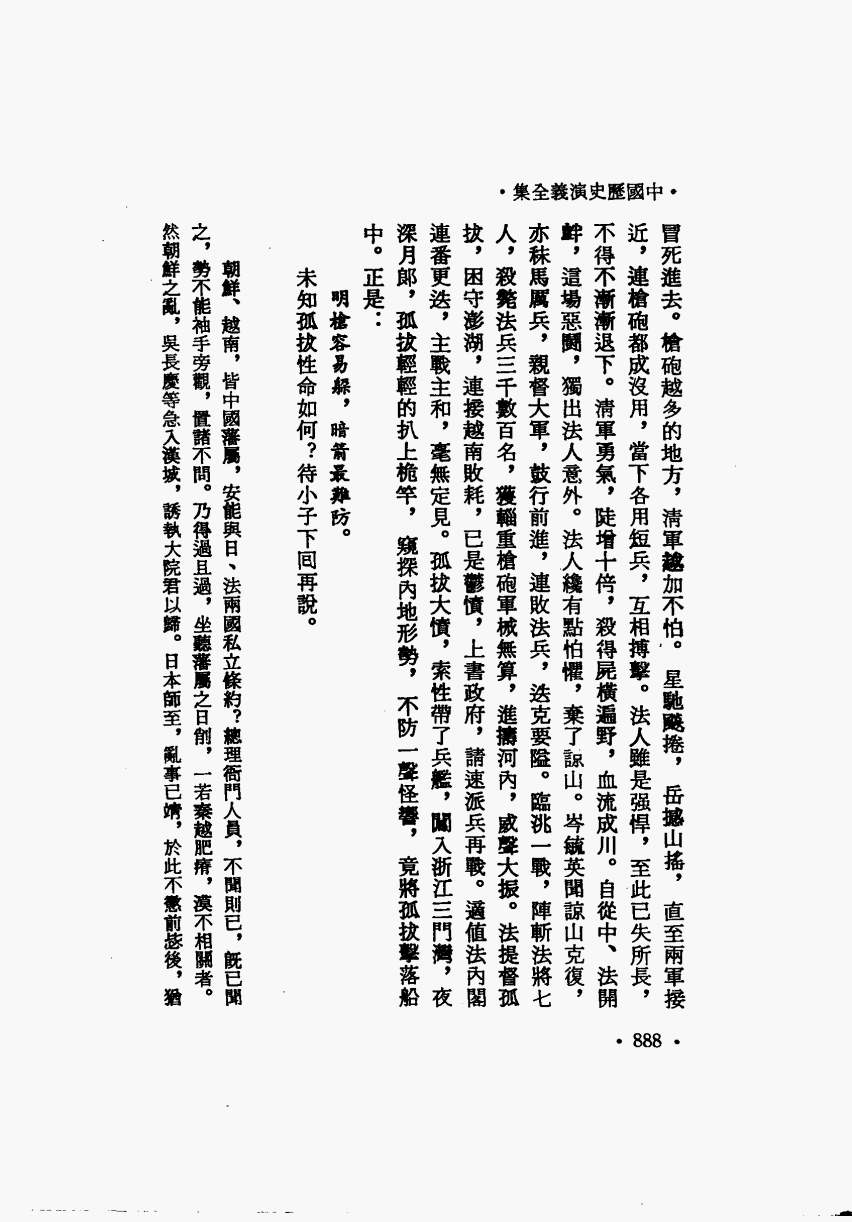 •中國歷史演義全集•
冒死進去。槍砲越多的地方，清軍越加不怕。星馳飈捲，岳撼山搖，直至兩軍接
近，連槍砲都成沒用，當下各用短兵，互相搏擊。法人雖是强悍，至此已失所長，
不得不漸漸退下。清軍勇氣，陡增十倍，殺得屍橫遍野，血流成川。自從中、法開
衅，這場惡鬪，獨出法人意外。法人纔有點怕懼，棄了諒山。岑毓英聞諒山克復，
亦秣馬厲兵，親督大軍，鼓行前進，連敗法兵，迭克要隘。臨洮一戰，陣斬法將七
人，殺斃法兵三千數百名，獲輜重槍砲軍械無算，進擣河內，威聲大振。法提督孤
拔，困守澎湖，連接越南敗耗，已是鬱憤，上書政府，請速派兵再戰。適值法內閣
連番更迭，主戰主和，毫無定見。孤拔大憤，索性帶了兵艦，闖入浙江三門灣，夜
深月郎，孤拔輕輕的扒上桅竿，窺探內地形勢，不防一聲怪響，竟將孤拔擊落船
中。正是：
明槍容易躲，暗箭最難防。
未知孤拔性命如何？待小子下回再說。
朝鮮、越南，皆中國藩屬，安能與日、法兩國私立條約？總理衙門人員，不聞則已，既已聞
之，勢不能袖手旁觀，置諸不問。乃得過且過，坐聽藩屬之日削，一若秦越肥瘠，漠不相關者。
然朝鮮之亂，吳長慶等急入漢城，誘執大院君以歸。日本師至，亂事已靖，於此不懲前毖後，猶
•888•